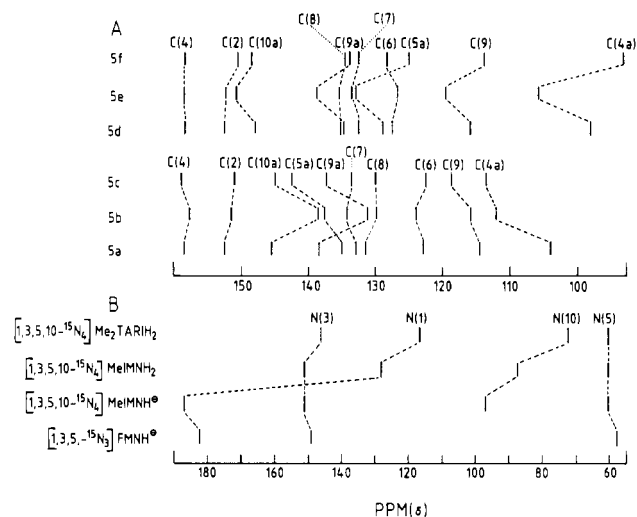 A
C(8) C(7)
C(4) C(2) C(10a) C(9a) C(6) C(5a) C(9) C(4a)
5f
5e
5d
C(7)
C(4) C(2) C(10a) C(5a) C(9a) C(8) C(6) C(9) C(4a)
5c
5b
5a
150 140 130 120 110 100
B
N(3) N(1) N(10) N(5)
[1,3,5,10-¹⁵N₄] Me₂TARlH₂
[1,3,5,10-¹⁵N₄] MeIMNH₂
[1,3,5,10-¹⁵N₄] MeIMNH⊖
[1,3,5,-¹⁵N₃] FMNH⊖
180 160 140 120 100 80 60
PPM(δ)